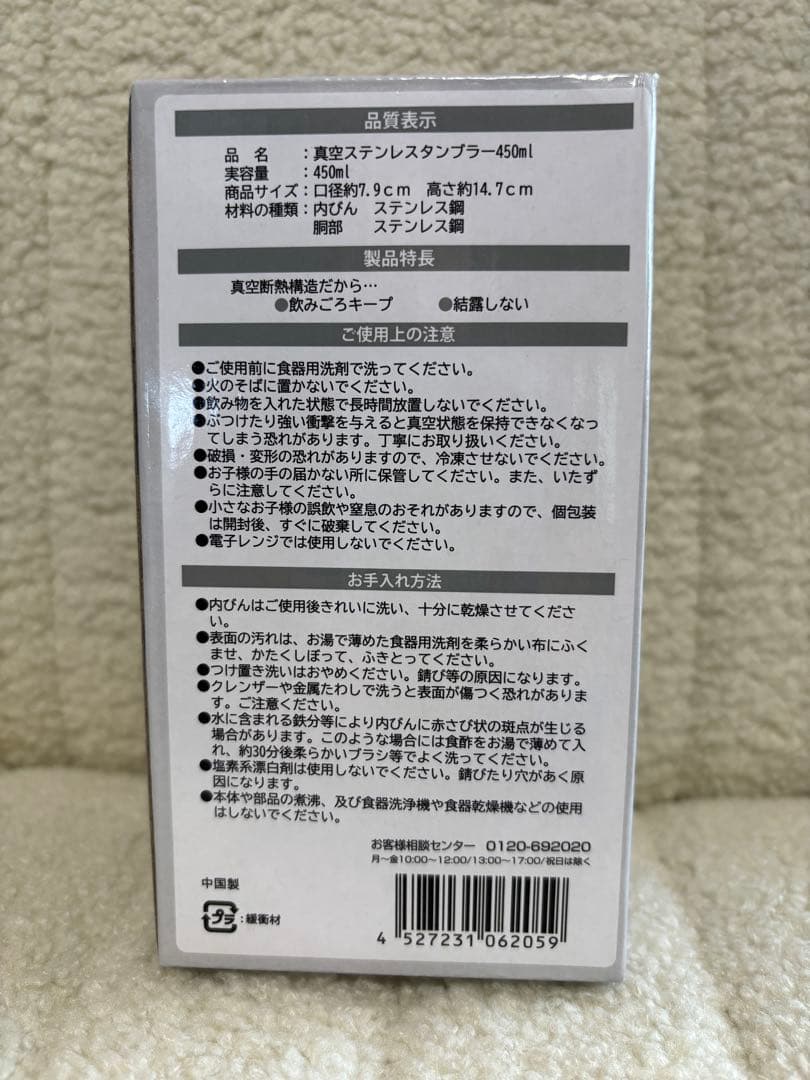 品質表示
品　名　：真空ステンレスタンブラー450ml
実容量　：450ml
商品サイズ：口径約7.9cm　高さ約14.7cm
材料の種類：内びん　ステンレス鋼
胴部　ステンレス鋼
製品特長
真空断熱構造だから…
●飲みごろキープ　●結露しない
ご使用上の注意
●ご使用前に食器用洗剤で洗ってください。
●火のそばに置かないでください。
●飲み物を入れた状態で長時間放置しないでください。
●ぶつけたり強い衝撃を与えると真空状態を保持できなくなっ
てしまう恐れがあります。丁寧にお取り扱いください。
●破損・変形の恐れがありますので、冷凍させないでください。
●お子様の手の届かない所に保管してください。また、いたず
らに注意してください。
●小さなお子様の誤飲や窒息のおそれがありますので、個包装
は開封後、すぐに破棄してください。
●電子レンジでは使用しないでください。
お手入れ方法
●内びんはご使用後きれいに洗い、十分に乾燥させてくださ
い。
●表面の汚れは、お湯で薄めた食器用洗剤を柔らかい布にふく
ませ、かたくしぼって、ふきとってください。
●つけ置き洗いはおやめください。錆び等の原因になります。
●クレンザーや金属たわしで洗うと表面が傷つく恐れがありま
す。ご注意ください。
●水に含まれる鉄分等により内びんに赤さび状の斑点が生じる
場合があります。このような場合には食酢をお湯で薄めて入
れ、約30分後柔らかいブラシ等でよく洗ってください。
●塩素系漂白剤は使用しないでください。錆びたり穴があく原
因になります。
●本体や部品の煮沸、及び食器洗浄機や食器乾燥機などの使用
はしないでください。
お客様相談センター 0120-692020
月～金10:00～12:00/13:00～17:00/祝日は除く
中国製
プラ：緩衝材
4 527231 062059